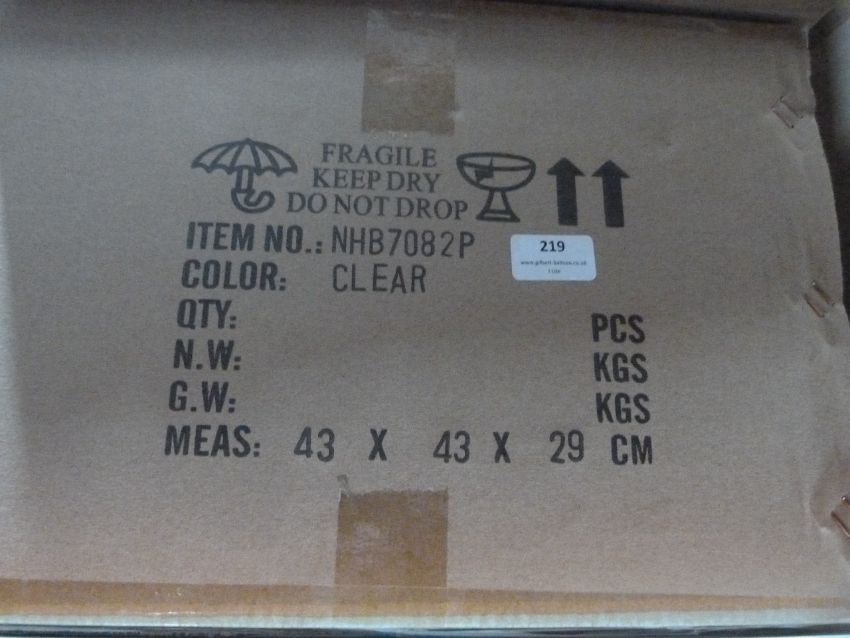 FRAGILE
KEEP DRY
DO NOT DROP
ITEM NO.: NHB7082P
COLOR: CLEAR
219
QTY: PCS
N.W: KGS
G.W: KGS
MEAS: 43 X 43 X 29 CM